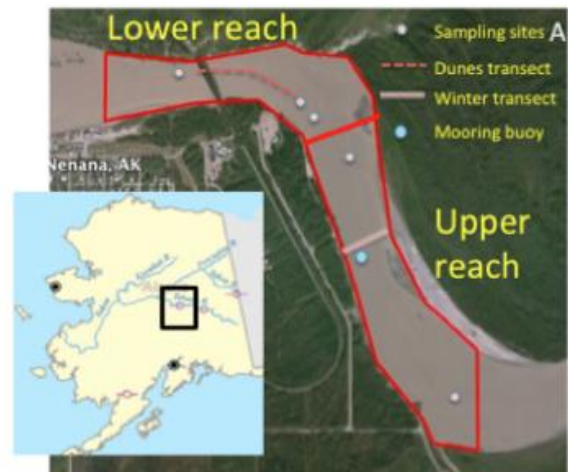 Lower reach
A
Sampling sites
Dunes transect
Winter transect
Mooring buoy
Nenana, AK
Upper
reach